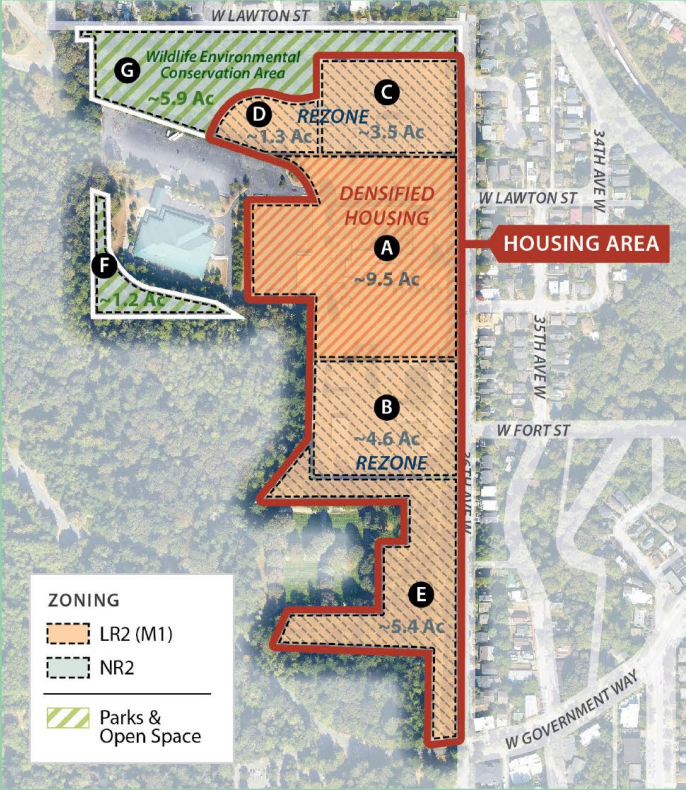 W LAWTON ST
G
Wildlife Environmental
Conservation Area
~5.9 Ac
C
~3.5 Ac
D
REZONE
~1.3 Ac
34TH AVE W
W LAWTON ST
DENSIFIED
HOUSING
A
~9.5 Ac
HOUSING AREA
F
~1.2 Ac
35TH AVE W
B
~4.6 Ac
REZONE
W FORT ST
36TH AVE W
E
~5.4 Ac
W GOVERNMENT WAY
ZONING
LR2 (M1)
NR2
Parks &
Open Space